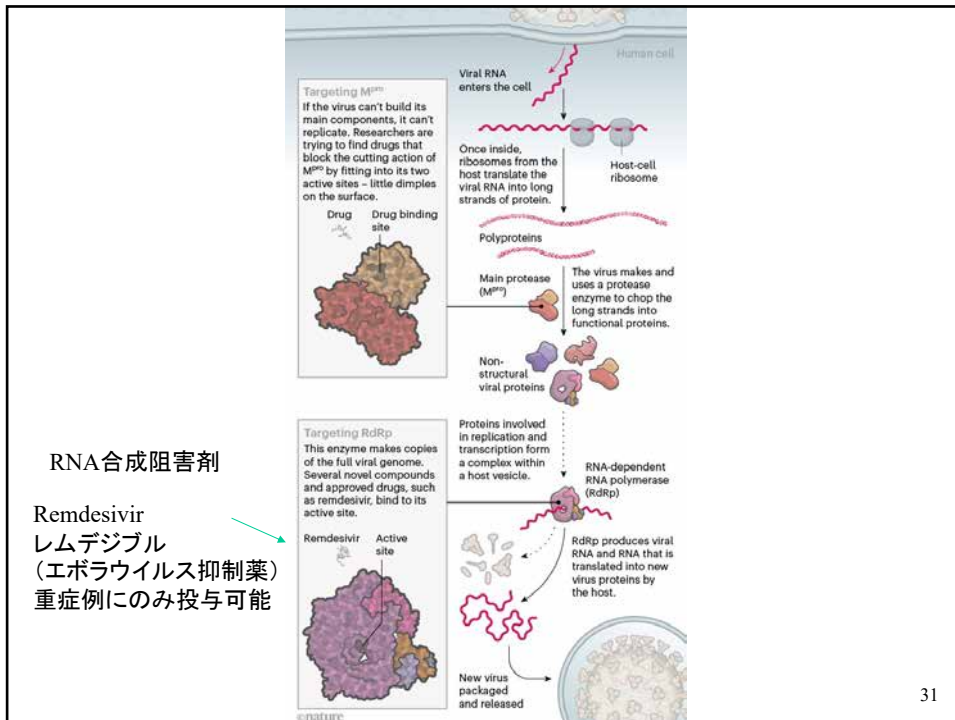 Human cell
Viral RNA
enters the cell
Targeting Mpro
If the virus can't build its
main components, it can't
replicate. Researchers are
trying to find drugs that
block the cutting action of
Mpro by fitting into its two
active sites – little dimples
on the surface.
Drug
Drug binding
site
Once inside,
ribosomes from the
host translate the
viral RNA into long
strands of protein.
Host-cell
ribosome
Polyproteins
Main protease
(Mpro)
The virus makes and
uses a protease
enzyme to chop the
long strands into
functional proteins.
Non-
structural
viral proteins
Targeting RdRp
This enzyme makes copies
of the full viral genome.
Several novel compounds
and approved drugs, such
as remdesivir, bind to its
active site.
Remdesivir
Active
site
Proteins involved
in replication and
transcription form
a complex within
a host vesicle.
RNA-dependent
RNA polymerase
(RdRp)
RdRp produces viral
RNA and RNA that is
translated into new
virus proteins by
the host.
New virus
packaged
and released
©nature
RNA合成阻害剤
Remdesivir
レムデジブル
(エボラウイルス抑制薬)
重症例にのみ投与可能
31